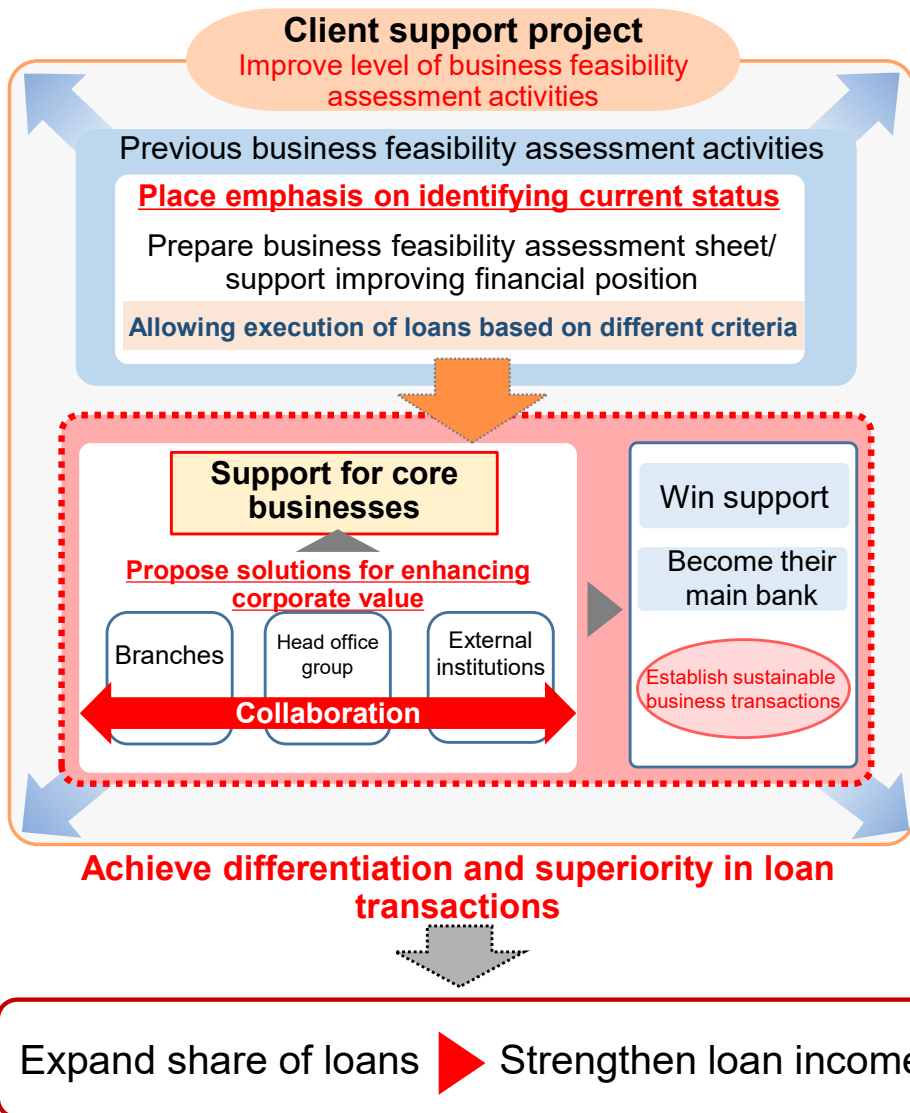 Client support project
Improve level of business feasibility
assessment activities
Previous business feasibility assessment activities
Place emphasis on identifying current status
Prepare business feasibility assessment sheet/
support improving financial position
Allowing execution of loans based on different criteria
Support for core
businesses
Propose solutions for enhancing
corporate value
Branches
Head office
group
External
institutions
Collaboration
Win support
Become their
main bank
Establish sustainable
business transactions
Achieve differentiation and superiority in loan
transactions
Expand share of loans
Strengthen loan income